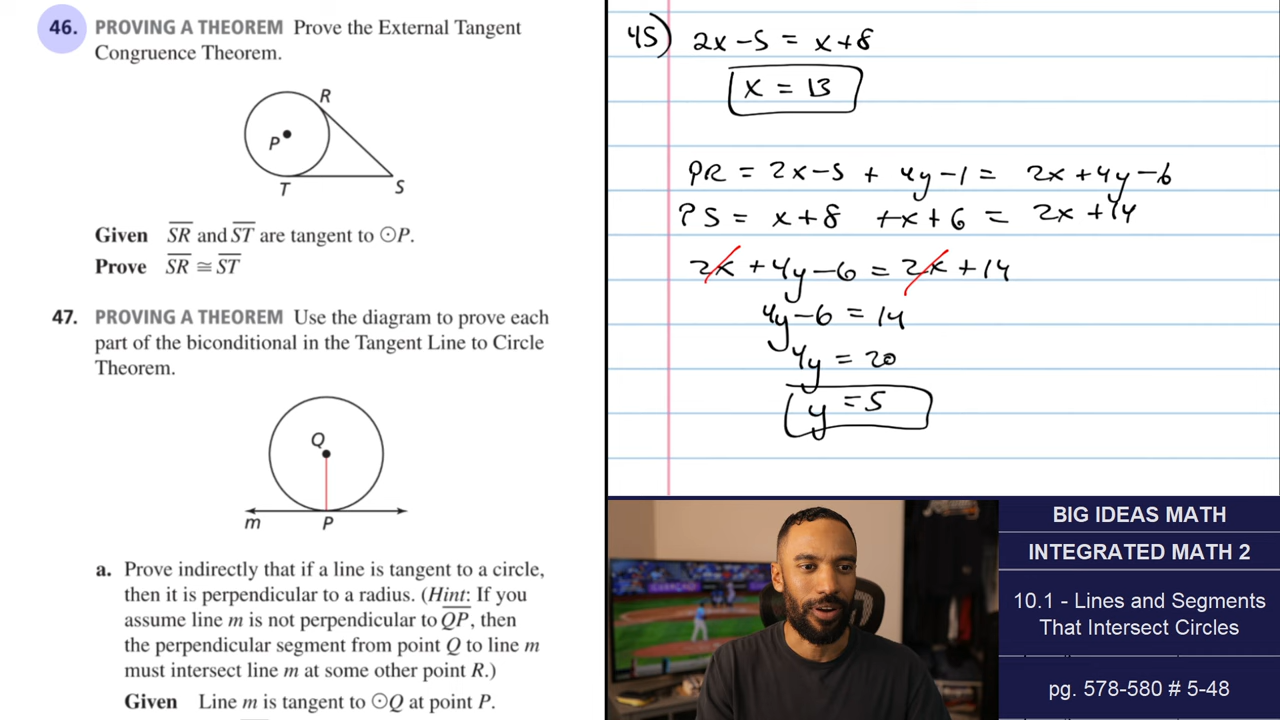 46. PROVING A THEOREM Prove the External Tangent
Congruence Theorem.
R
P
T
S
Given SR and ST are tangent to ⊙P.
Prove SR ≅ ST
47. PROVING A THEOREM Use the diagram to prove each
part of the biconditional in the Tangent Line to Circle
Theorem.
Q
m
P
a. Prove indirectly that if a line is tangent to a circle,
then it is perpendicular to a radius. (Hint: If you
assume line m is not perpendicular to QP, then
the perpendicular segment from point Q to line m
must intersect line m at some other point R.)
Given Line m is tangent to ⊙Q at point P.
45) 2x-5 = x+8
x = 13
PR = 2x-5 + 4y-1 = 2x+4y-6
PS = x+8 +x+6 = 2x+14
2x +4y-6 = 2x +14
4y-6 = 14
4y = 20
y = 5
BIG IDEAS MATH
INTEGRATED MATH 2
10.1 - Lines and Segments
That Intersect Circles
pg. 578-580 # 5-48